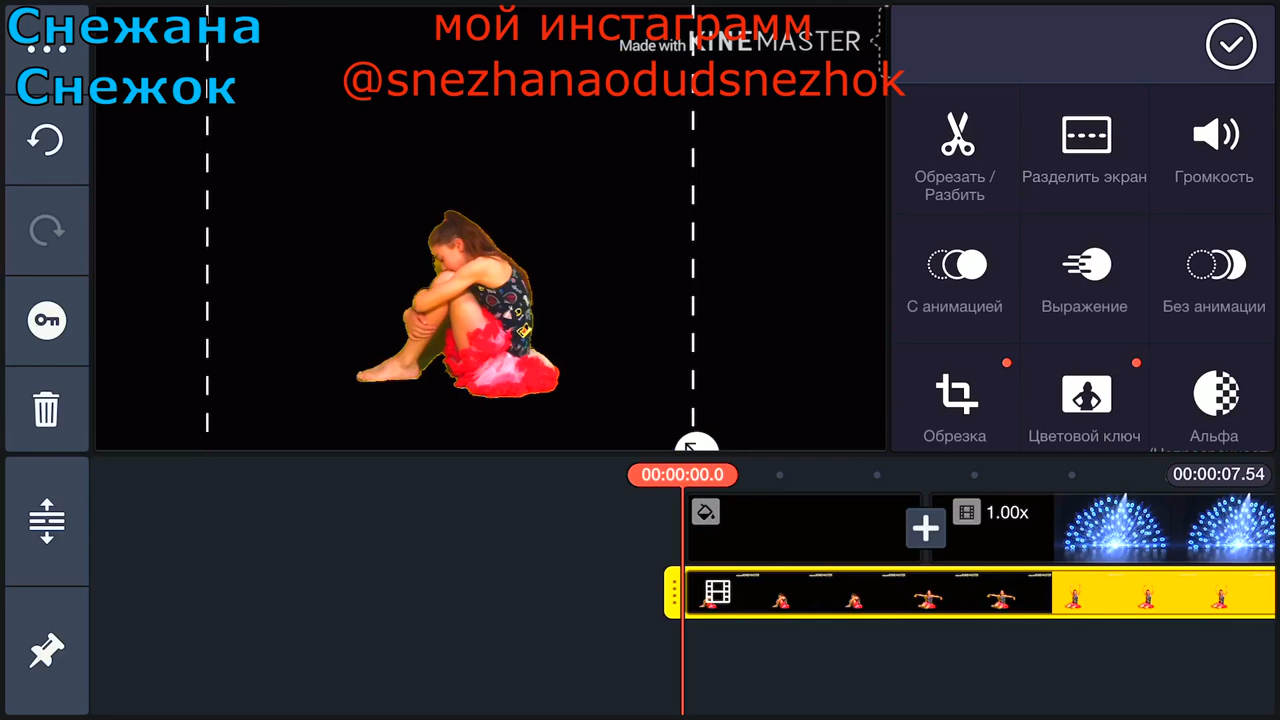 Снежана
Снежок
мой инстаграмм
@snezhanaodudsnezhok
Made with KINEMASTER
Обрезать /
Разбить
Разделить экран
Громкость
С анимацией
Выражение
Без анимации
Обрезка
Цветовой ключ
Альфа
00:00:00.0
00:00:07.54
1.00x